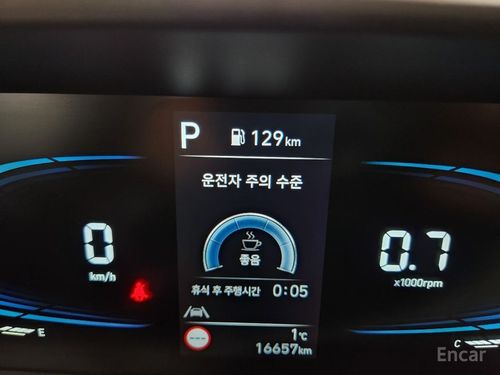 P 129km
운전자 주의 수준
0
km/h
좋음
0.7
x1000rpm
휴식 후 주행시간 0:05
1°C
16657km
E
C
Encar